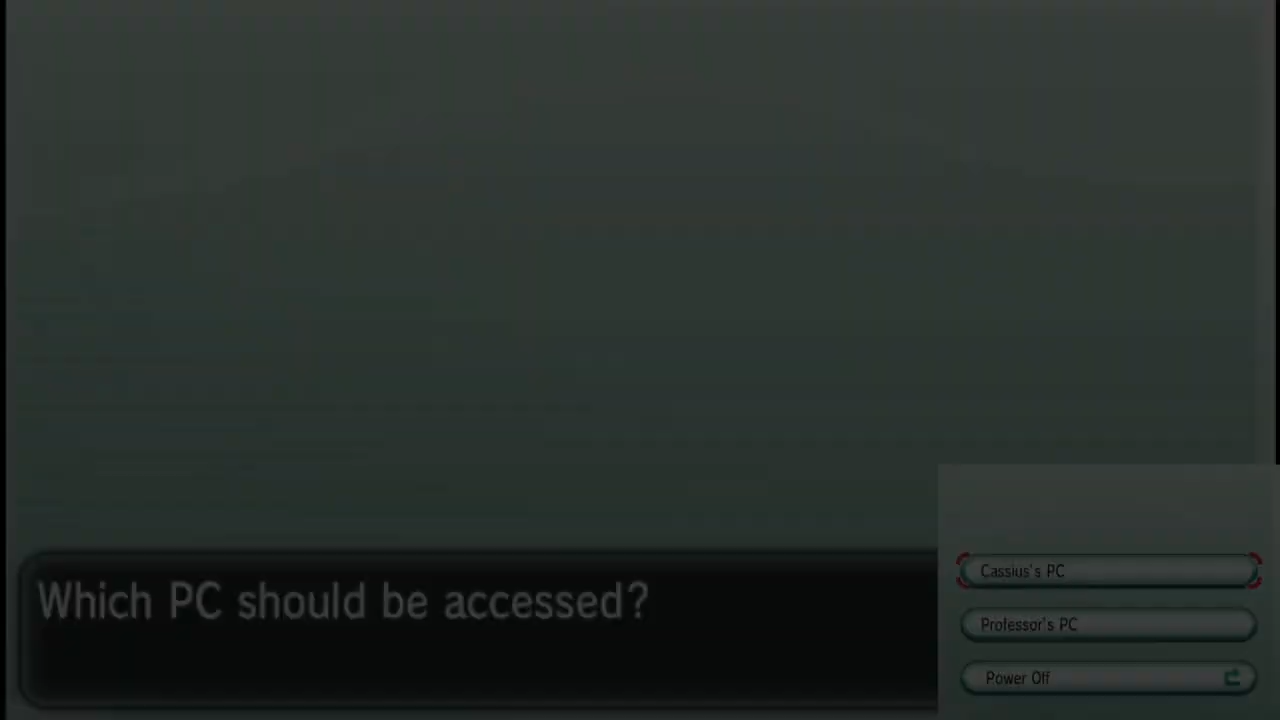 Which PC should be accessed?
Cassius's PC
Professor's PC
Power Off